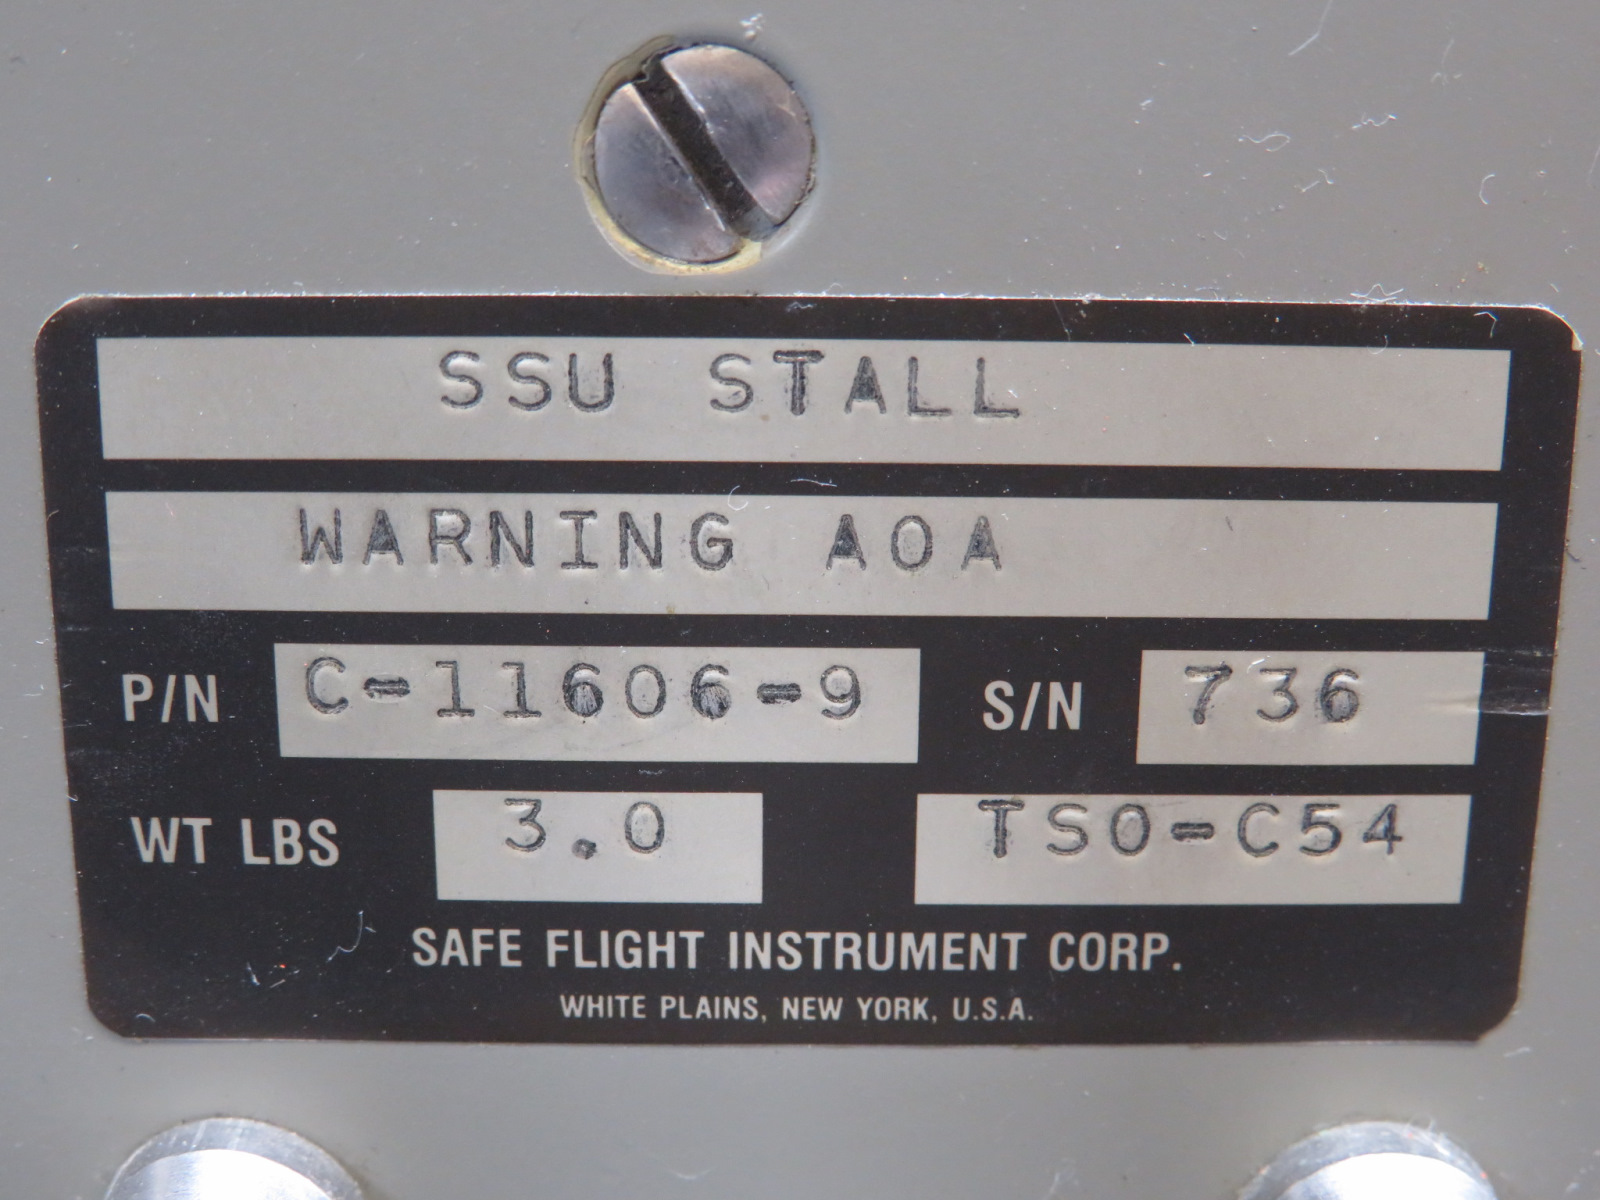 SSU STALL
WARNING AOA
P/N C-11606-9 S/N 736
WT LBS 3.0 TSO-C54
SAFE FLIGHT INSTRUMENT CORP.
WHITE PLAINS, NEW YORK, U.S.A.